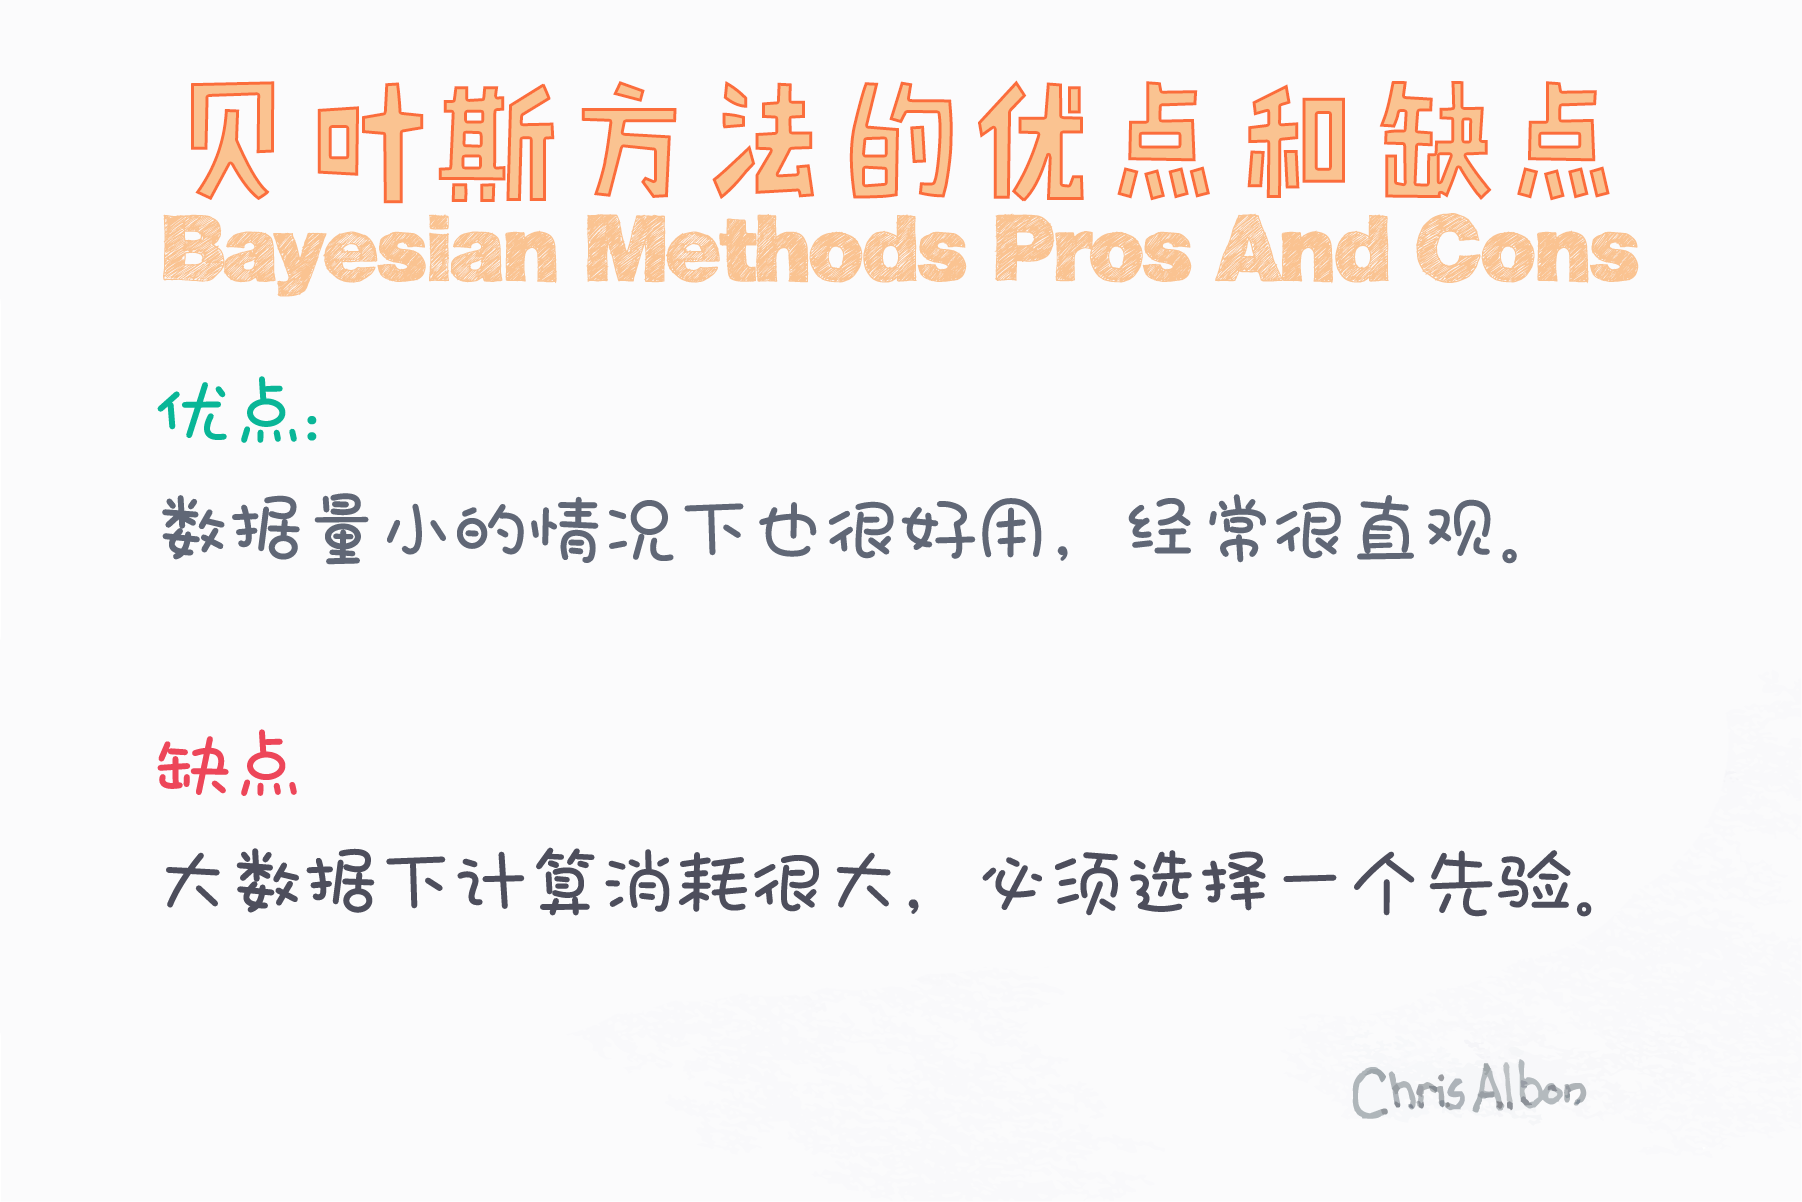 贝叶斯方法的优点和缺点
Bayesian Methods Pros And Cons
优点:
数据量小的情况下也很好用，经常很直观。
缺点
大数据下计算消耗很大，必须选择一个先验。
Chris Albon